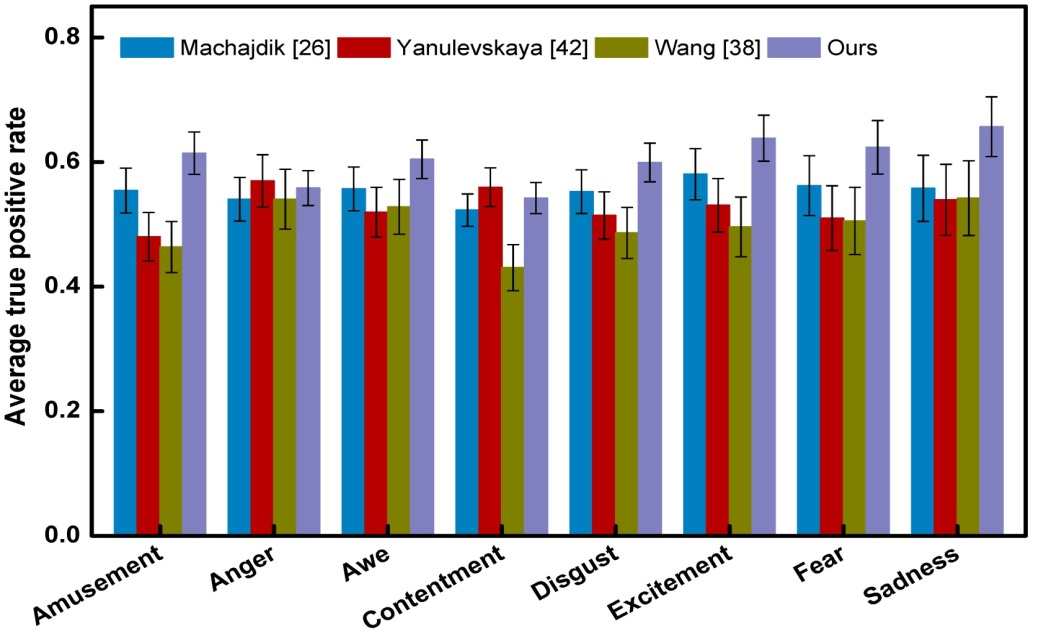 Average true positive rate
0.8
0.6
0.4
0.2
0.0
Machajdik [26] Yanulevskaya [42] Wang [38] Ours
Amusement Anger Awe Contentment Disgust Excitement Fear Sadness